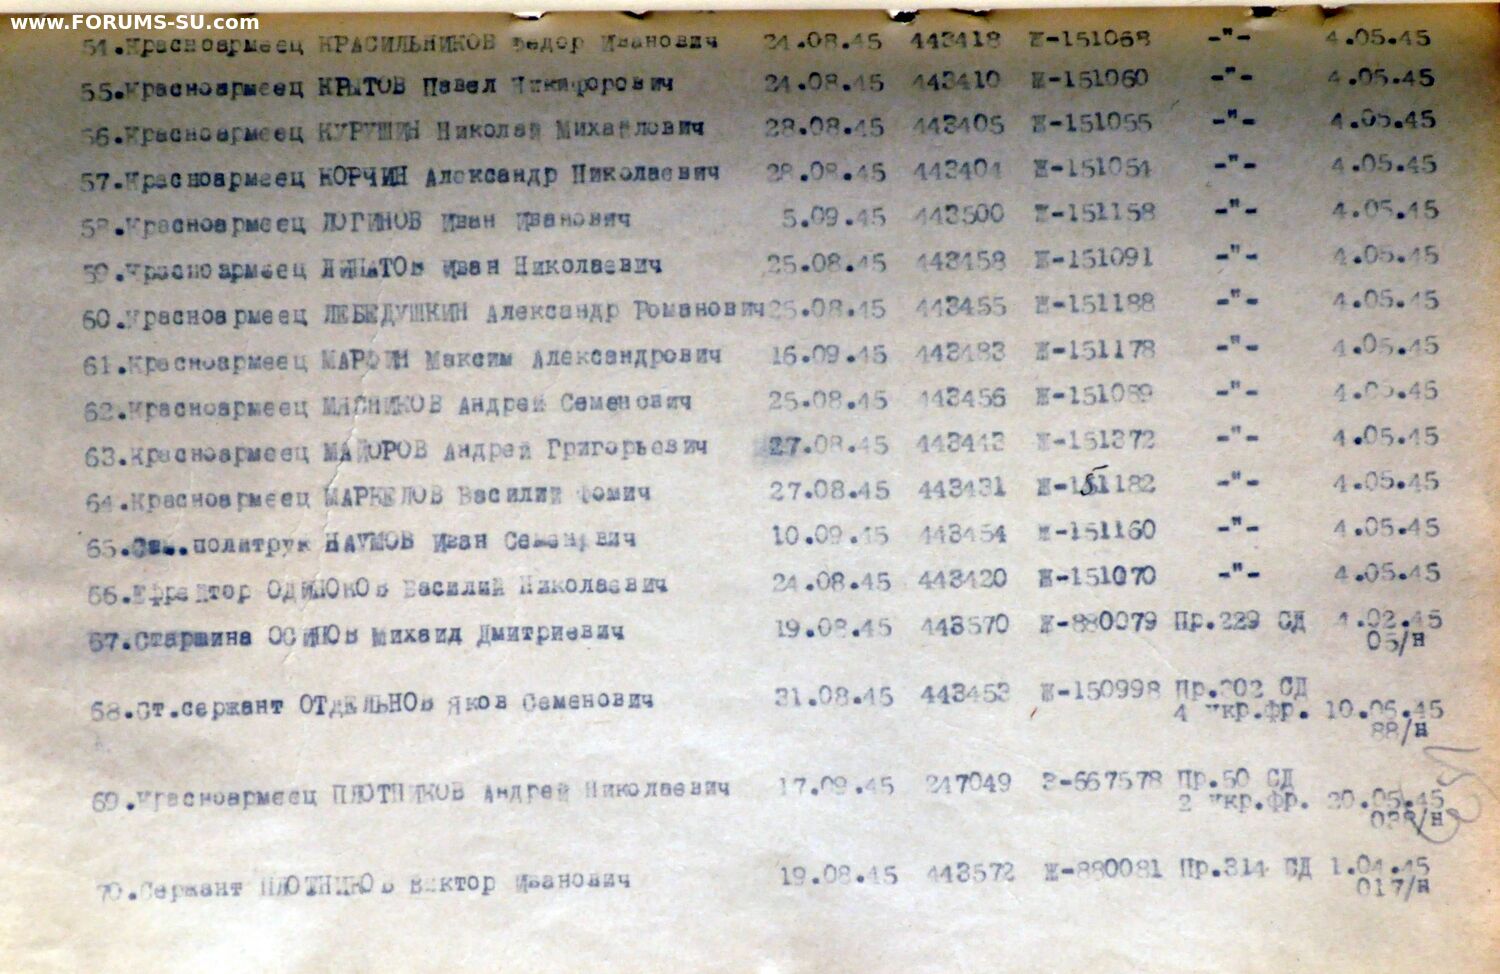 www.FORUMS-SU.com
54.Красноармеец КРАСИЛЬНИКОВ Федор Иванович 24.08.45 443418 Ж-151068 -"- 4.05.45
55.Красноармеец КРЫТОВ Павел Никифорович 24.08.45 443410 Ж-151060 -"- 4.05.45
56.Красноармеец КУРУШИН Николай Михайлович 28.08.45 443405 Ж-151055 -"- 4.05.45
57.Красноармеец КОРЧИН Александр Николаевич 28.08.45 443404 Ж-151054 -"- 4.05.45
58.Красноармеец ЛОГИНОВ Иван Иванович 5.09.45 443500 Ж-151158 -"- 4.05.45
59.Красноармеец Иван Николаевич 25.08.45 443458 Ж-151091 -"- 4.05.45
60.Красноармеец ЛЕБЕДУШКИН Александр Романович 25.08.45 443455 Ж-151188 -"- 4.05.45
61.Красноармеец МАРФИН Максим Александрович 16.09.45 443483 Ж-151178 -"- 4.05.45
62.Красноармеец МЯСНИКОВ Андрей Семенович 25.08.45 443456 Ж-151089 -"- 4.05.45
63.Красноармеец МАЙОРОВ Андрей Григорьевич 27.08.45 443443 Ж-151372 -"- 4.05.45
64.Красноармеец МАРКЕЛОВ Василий Фомич 27.08.45 443431 Ж-151182 -"- 4.05.45
65. политрук НАУМОВ Иван Семенович 10.09.45 443454 Ж-151160 -"- 4.05.45
66.Ефрейтор ОДИНОКОВ Василий Николаевич 24.08.45 443420 Ж-151070 -"- 4.05.45
67.Старшина ОСИПОВ Михаил Дмитриевич 19.08.45 443570 Ж-880079 Пр.229 СД 4.02.45
05/н
68.Ст.сержант ОТДЕЛЬНОВ Яков Семенович 31.08.45 443453 Ж-150998 Пр.302 СД
4 Укр.фр. 10.06.45
88/н
69.Красноармеец ПЛОТНИКОВ Андрей Николаевич 17.09.45 247049 З-667578 Пр.50 СД
2 Укр.фр. 20.05.45
038/н
70.Сержант ПЛОТНИКОВ Виктор Иванович 19.08.45 443572 Ж-880081 Пр.314 СД 1.04.45
017/н